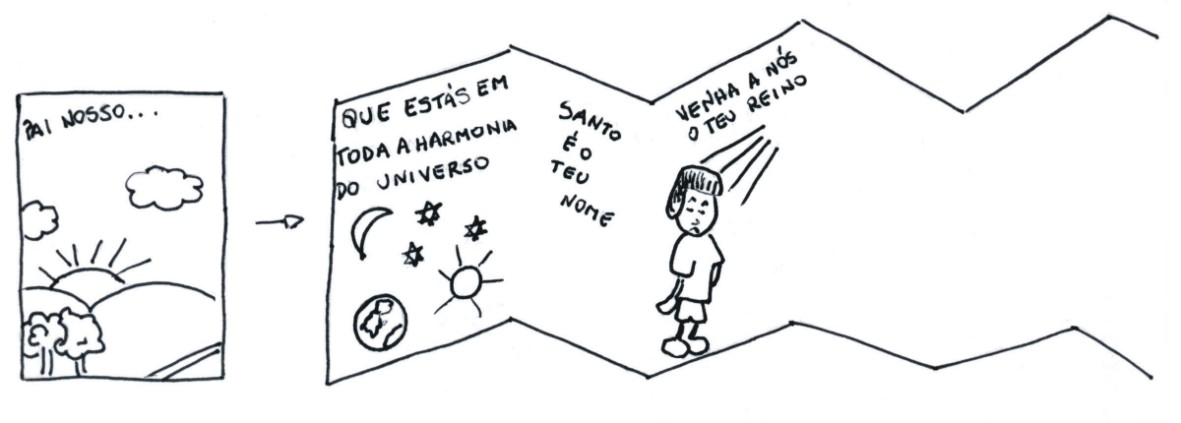 PAI NOSSO...
QUE ESTÁS EM
TODA A HARMONIA
DO UNIVERSO
SANTO
É O
TEU
NOME
VENHA A NÓS
O TEU REINO